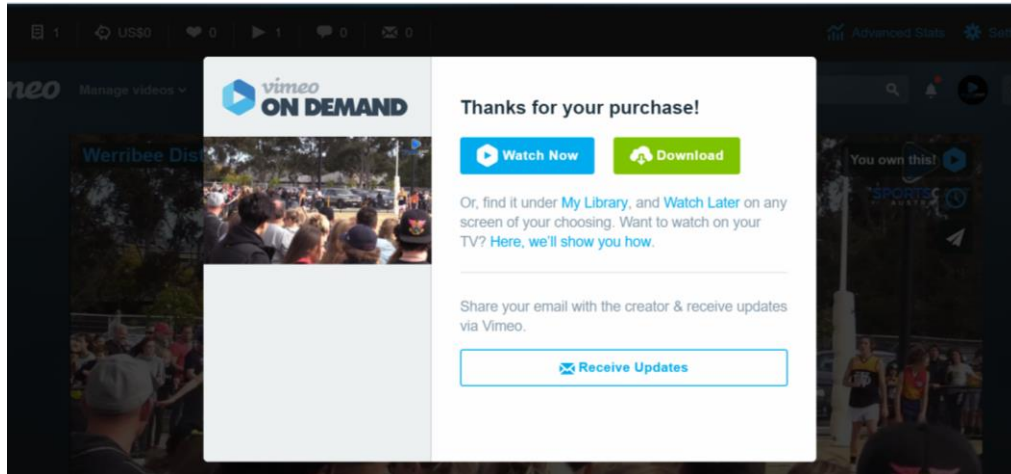 1 US$0 0 1 0 0 Advanced Stats
Manage videos
vimeo
ON DEMAND
Thanks for your purchase!
Watch Now Download
Or, find it under My Library, and Watch Later on any
screen of your choosing. Want to watch on your
TV? Here, we'll show you how.
Share your email with the creator & receive updates
via Vimeo.
Receive Updates
Werribee
You own this!